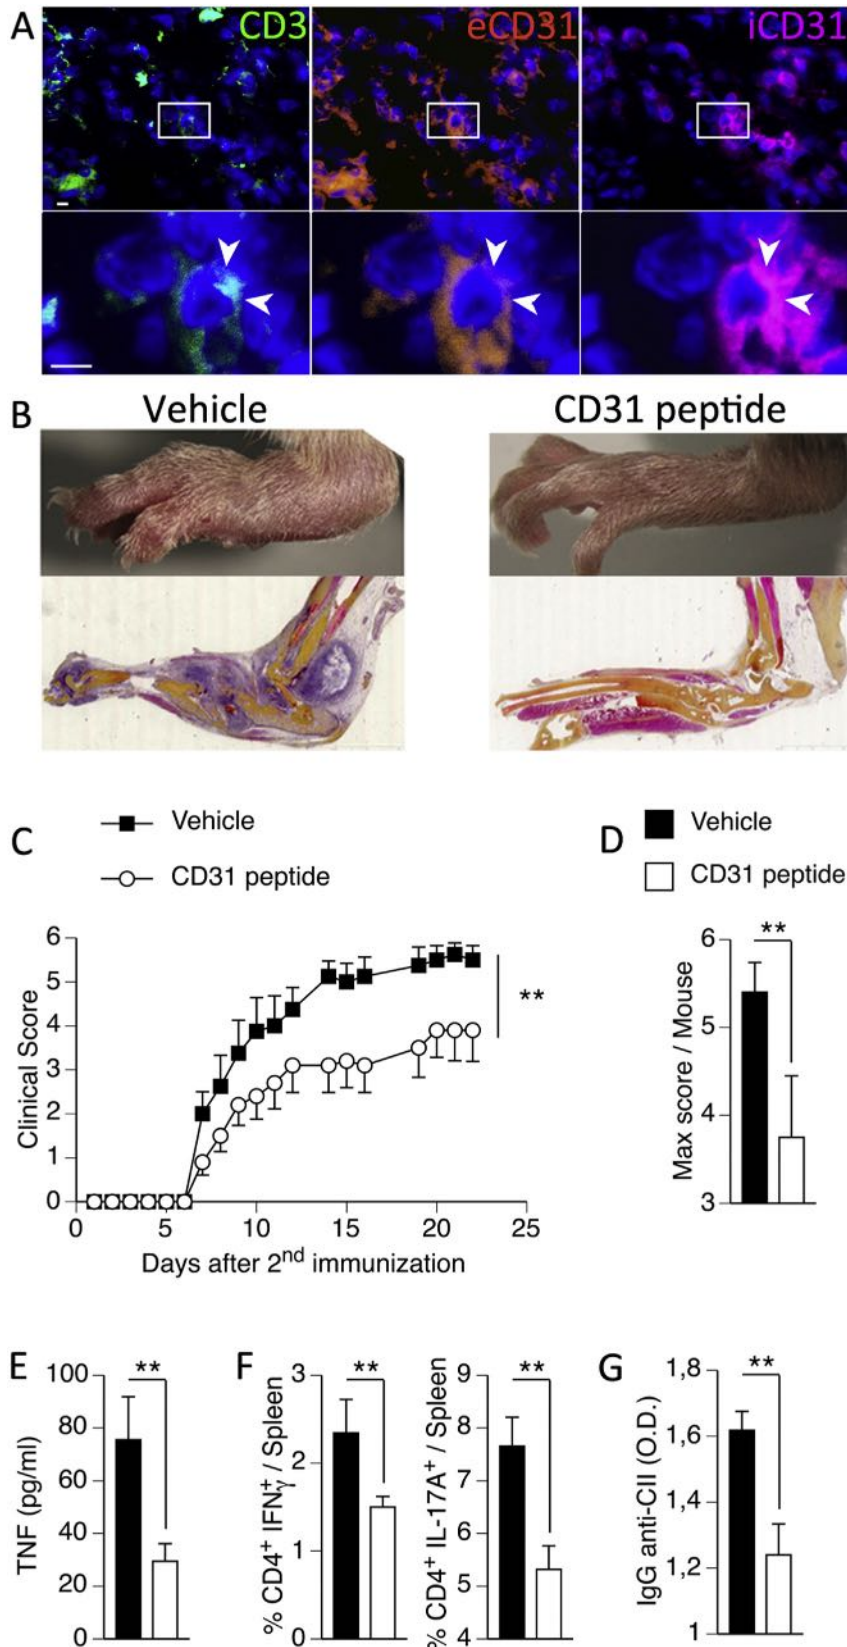 A CD3 eCD31 iCD31
B Vehicle CD31 peptide
C Vehicle
CD31 peptide
Clinical Score
6
5
4
3
2
1
0
**
0 5 10 15 20 25
Days after 2nd immunization
D Vehicle
CD31 peptide
Max score / Mouse
6
5
4
3
**
E
TNF (pg/ml)
100
80
60
40
20
0
**
F
% CD4+ IFNγ+ / Spleen
3
2
1
0
**
% CD4+ IL-17A+ / Spleen
9
8
7
6
5
4
**
G
IgG anti-CII (O.D.)
1,8
1,6
1,4
1,2
1
**